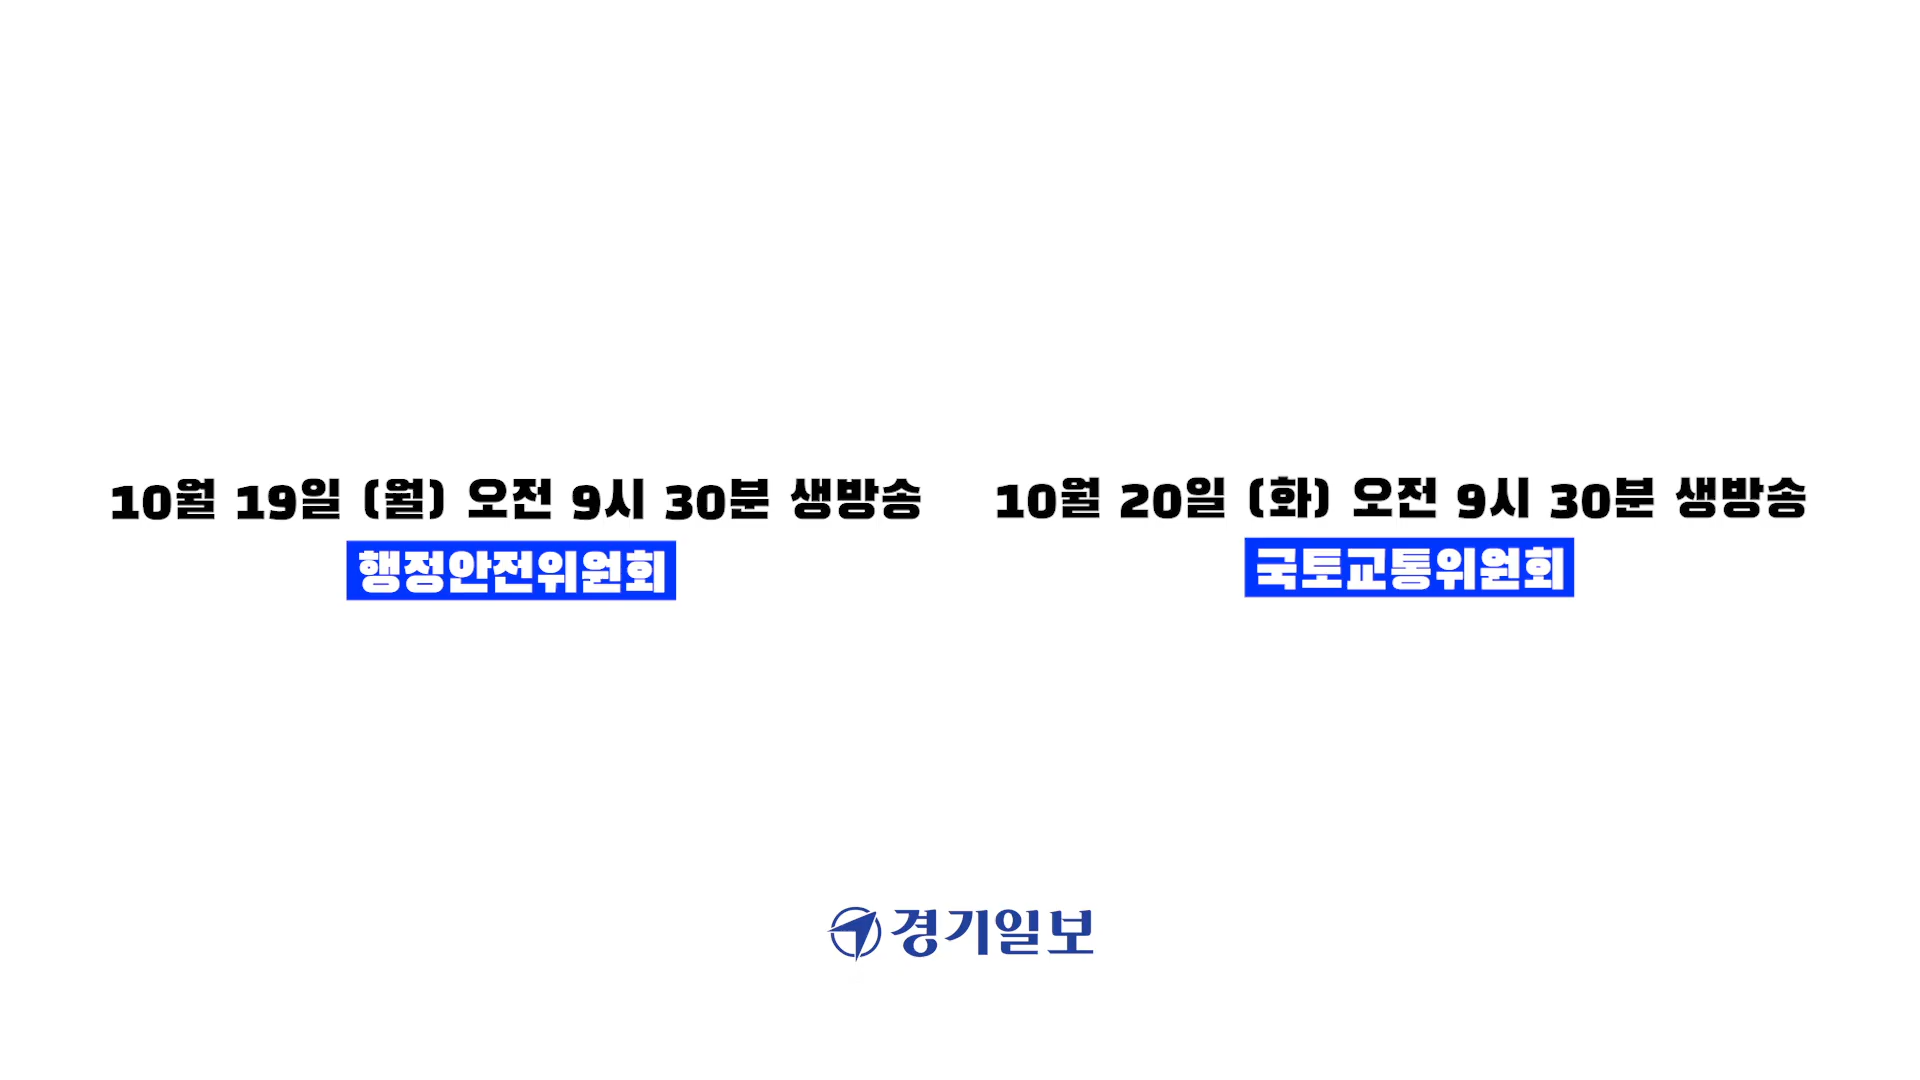 10월 19일 (월) 오전 9시 30분 생방송
행정안전위원회
10월 20일 (화) 오전 9시 30분 생방송
국토교통위원회
경기일보